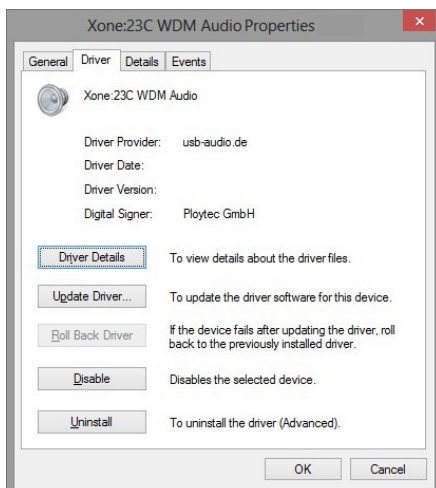 Xone:23C WDM Audio Properties
General Driver Details Events
Xone:23C WDM Audio
Driver Provider: usb-audio.de
Driver Date:
Driver Version:
Digital Signer: Ploytec GmbH
Driver Details To view details about the driver files.
Update Driver... To update the driver software for this device.
Roll Back Driver If the device fails after updating the driver, roll
back to the previously installed driver.
Disable Disables the selected device.
Uninstall To uninstall the driver (Advanced).
OK Cancel